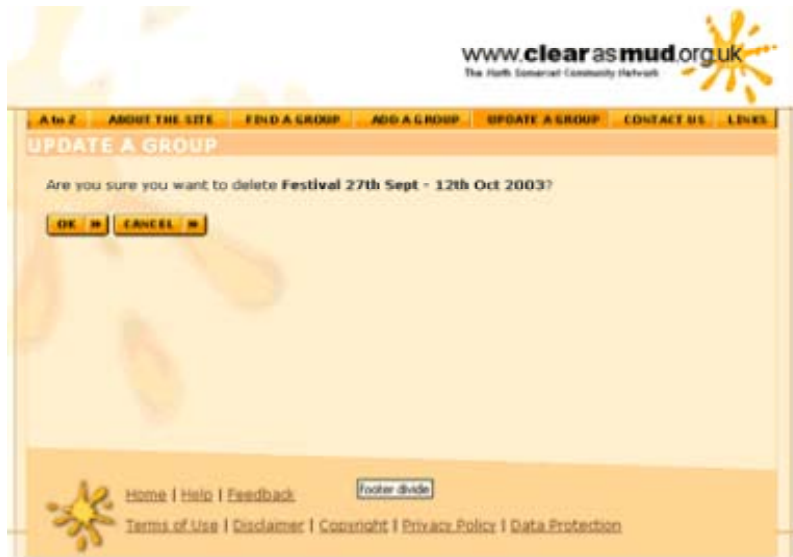 www.clearasmud.org.uk
The North Somerset Community Network
A to Z ABOUT THE SITE FIND A GROUP ADD A GROUP UPDATE A GROUP CONTACT US LINKS
UPDATE A GROUP
Are you sure you want to delete Festival 27th Sept - 12th Oct 2003?
OK CANCEL
Home | Help | Feedback
footer divide
Terms of Use | Disclaimer | Copyright | Privacy Policy | Data Protection